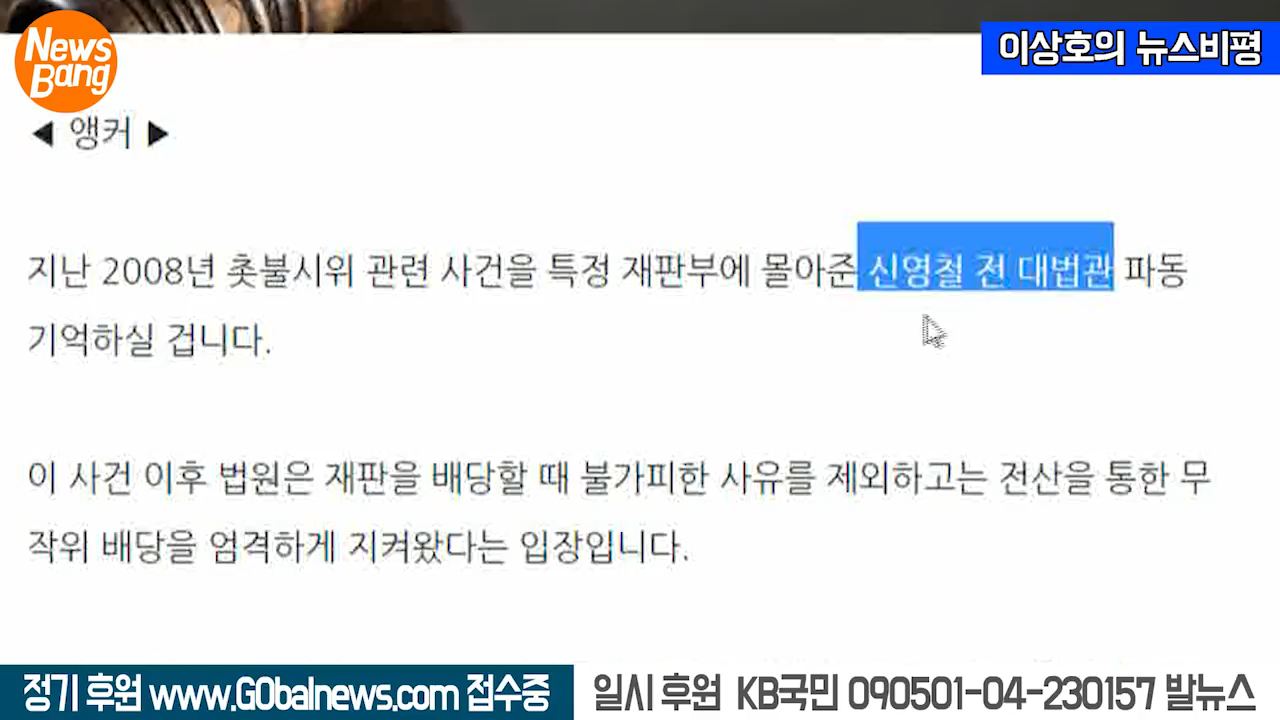 News
Bang
이상호의 뉴스비평
◀ 앵커 ▶
지난 2008년 촛불시위 관련 사건을 특정 재판부에 몰아준 신영철 전 대법관 파동
기억하실 겁니다.
이 사건 이후 법원은 재판을 배당할 때 불가피한 사유를 제외하고는 전산을 통한 무
작위 배당을 엄격하게 지켜왔다는 입장입니다.
정기 후원 www.G0balnews.com 접수중
일시 후원 KB국민 090501-04-230157 발뉴스